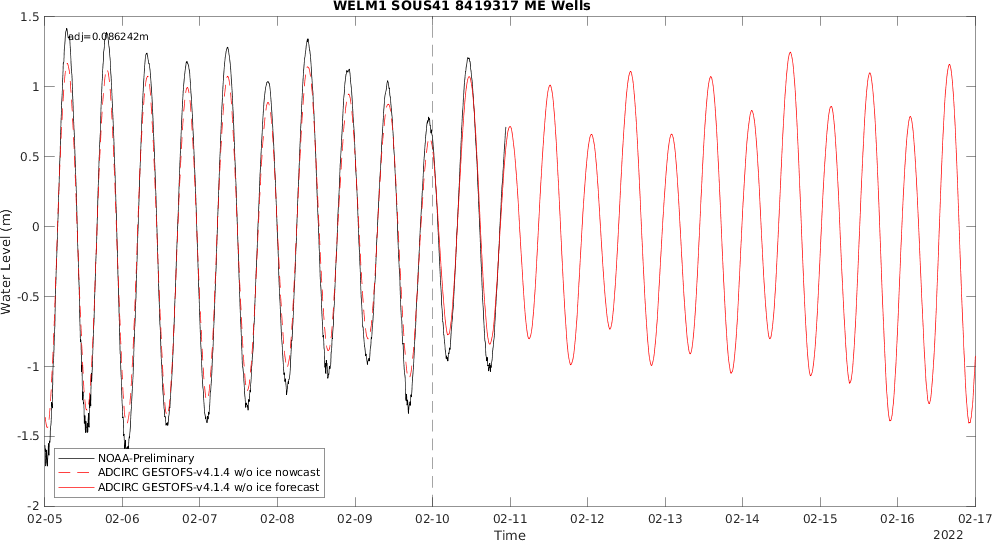 WELM1 SOUS41 8419317 ME Wells
adj=0.086242m
Water Level (m)
1.5
1
0.5
0
-0.5
-1
-1.5
-2
NOAA-Preliminary
ADCIRC GESTOFS-v4.1.4 w/o ice nowcast
ADCIRC GESTOFS-v4.1.4 w/o ice forecast
02-05 02-06 02-07 02-08 02-09 02-10 02-11 02-12 02-13 02-14 02-15 02-16 02-17
Time
2022